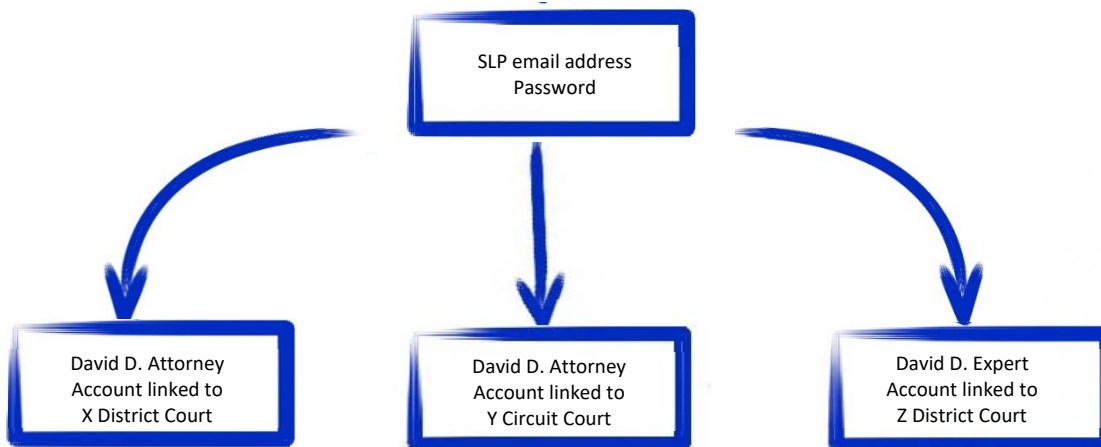 SLP email address
Password
David D. Attorney
Account linked to
X District Court
David D. Attorney
Account linked to
Y Circuit Court
David D. Expert
Account linked to
Z District Court